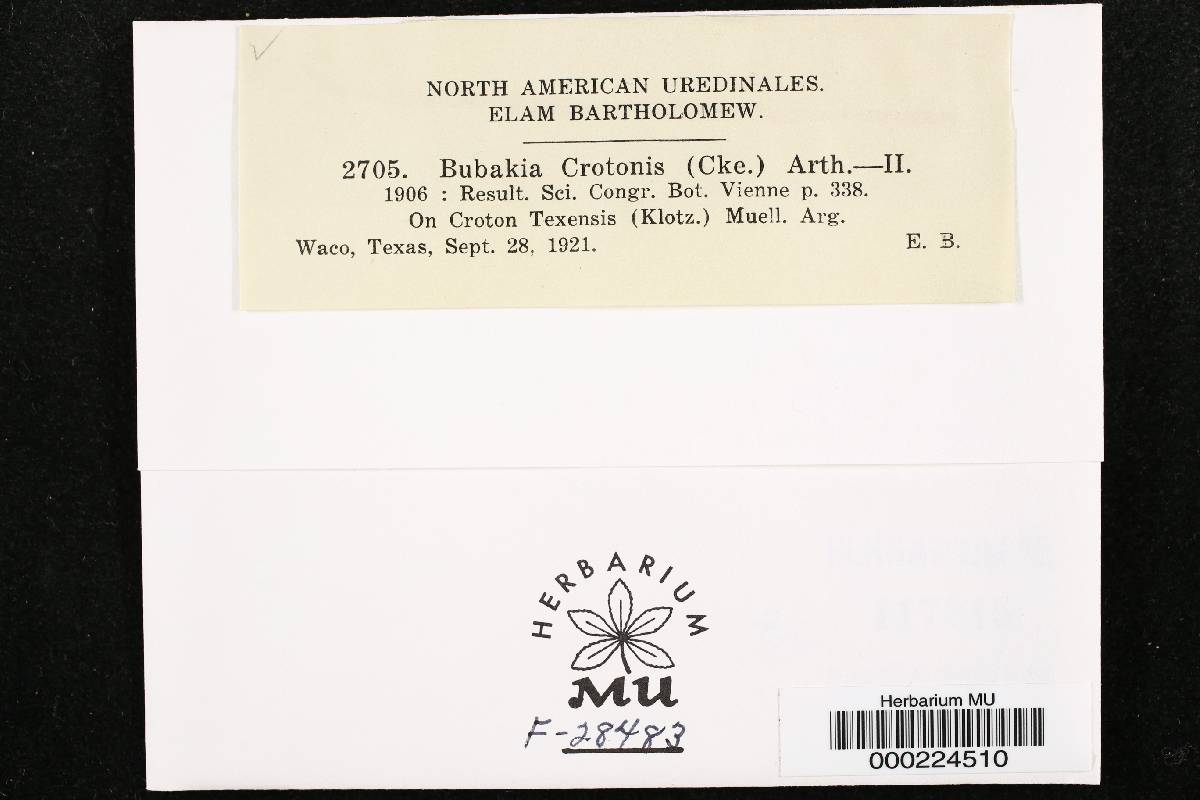 NORTH AMERICAN UREDINALES.
ELAM BARTHOLOMEW.
2705. Bubakia Crotonis (Cke.) Arth.—II.
1906 : Result. Sci. Congr. Bot. Vienne p. 338.
On Croton Texensis (Klotz.) Muell. Arg.
Waco, Texas, Sept. 28, 1921. E. B.
HERBARIUM
MU
F-28483
Herbarium MU
000224510